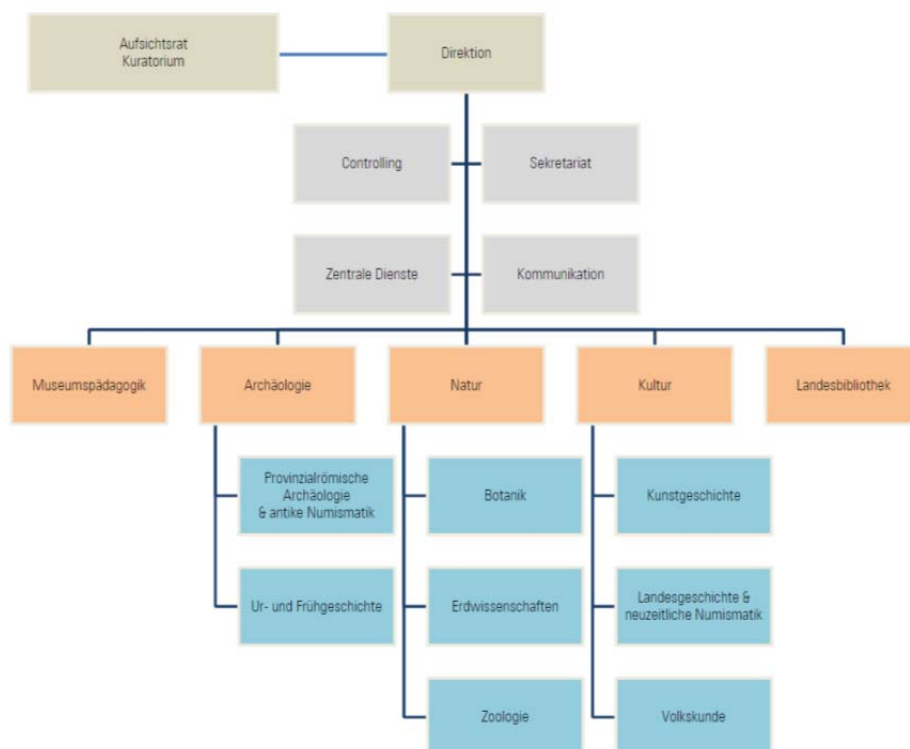 Aufsichtsrat
Kuratorium
Direktion
Controlling
Sekretariat
Zentrale Dienste
Kommunikation
Museumspädagogik
Archäologie
Natur
Kultur
Landesbibliothek
Provinzialrömische
Archäologie
& antike Numismatik
Botanik
Kunstgeschichte
Ur- und Frühgeschichte
Erdwissenschaften
Landesgeschichte &
neuzeitliche Numismatik
Zoologie
Volkskunde